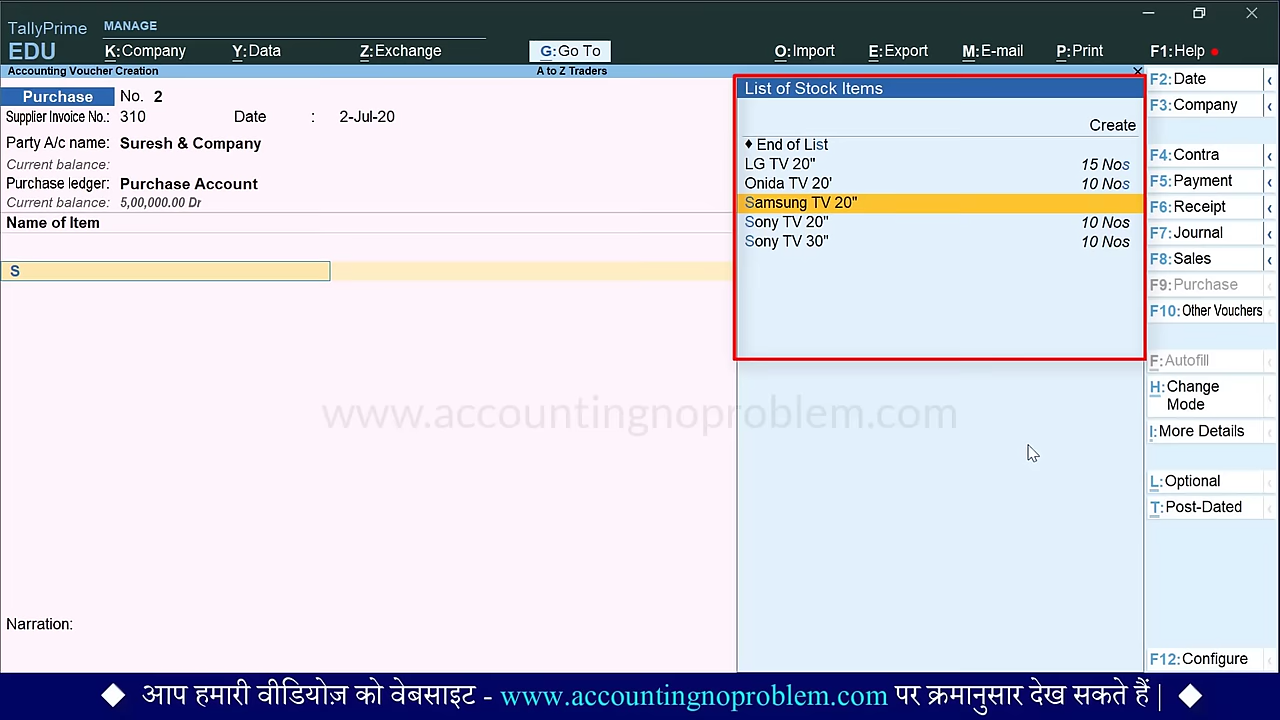 TallyPrime MANAGE
EDU K:Company Y:Data Z:Exchange G:Go To O:Import E:Export M:E-mail P:Print F1:Help
Accounting Voucher Creation A to Z Traders
Purchase No. 2
Supplier Invoice No.: 310 Date : 2-Jul-20
Party A/c name: Suresh & Company
Current balance:
Purchase ledger: Purchase Account
Current balance: 5,00,000.00 Dr
Name of Item
S
Narration:
List of Stock Items
Create
♦ End of List
LG TV 20" 15 Nos
Onida TV 20' 10 Nos
Samsung TV 20"
Sony TV 20" 10 Nos
Sony TV 30" 10 Nos
F2:Date
F3:Company
F4:Contra
F5:Payment
F6:Receipt
F7:Journal
F8:Sales
F9:Purchase
F10:Other Vouchers
F:Autofill
H:Change
Mode
I:More Details
L:Optional
T:Post-Dated
F12:Configure
www.accountingnoproblem.com
◆ आप हमारी वीडियोज़ को वेबसाइट - www.accountingnoproblem.com पर क्रमानुसार देख सकते हैं | ◆